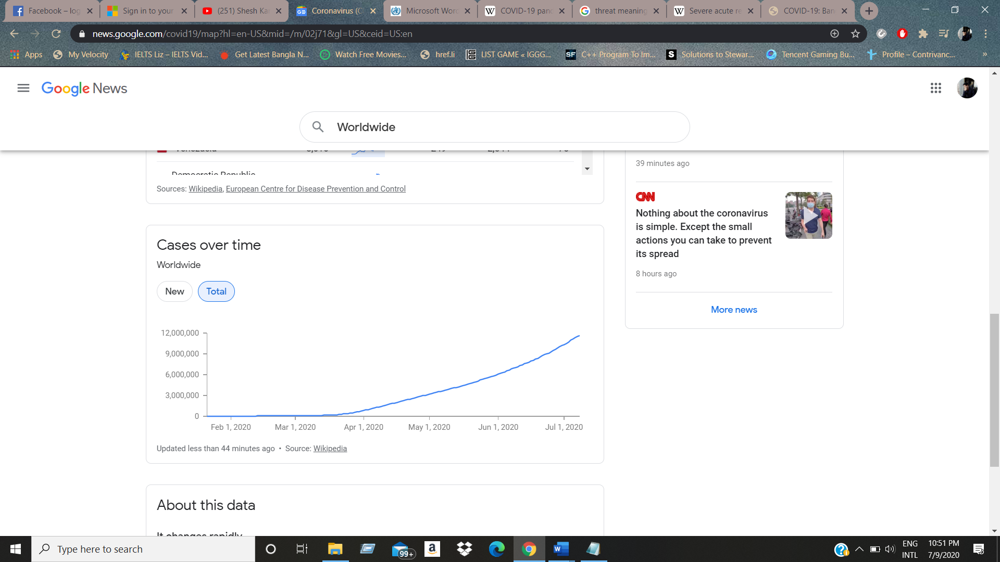 Facebook – log
Sign in to your
(251) Shesh Kar
Coronavirus (C
Microsoft Word
COVID-19 pand
threat meaning
Severe acute re
COVID-19: Ban
news.google.com/covid19/map?hl=en-US&mid=/m/02j71&gl=US&ceid=US:en
Apps
My Velocity
IELTS Liz – IELTS Vid...
Get Latest Bangla N...
Watch Free Movies...
href.li
LIST GAME « IGGG...
C++ Program To Im...
Solutions to Stewar...
Tencent Gaming Bu...
Profile – Contrivanc...
Google News
Worldwide
Venezuela
Democratic Republic
Sources: Wikipedia, European Centre for Disease Prevention and Control
Cases over time
Worldwide
New Total
12,000,000
9,000,000
6,000,000
3,000,000
0
Feb 1, 2020 Mar 1, 2020 Apr 1, 2020 May 1, 2020 Jun 1, 2020 Jul 1, 2020
Updated less than 44 minutes ago • Source: Wikipedia
About this data
It changes rapidly
39 minutes ago
CNN
Nothing about the coronavirus
is simple. Except the small
actions you can take to prevent
its spread
8 hours ago
More news
Type here to search
99+
ENG
INTL
10:51 PM
7/9/2020